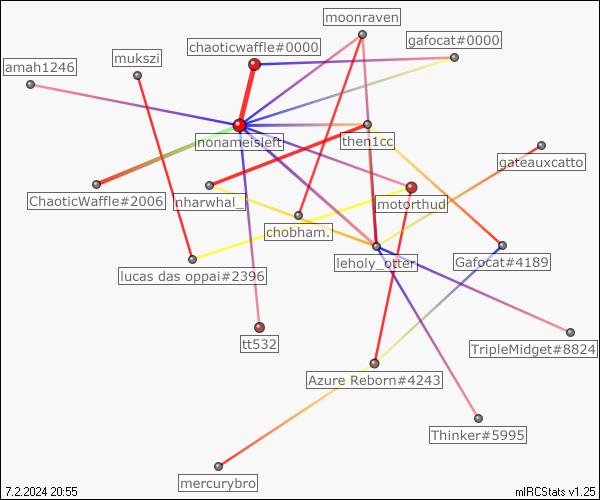 moonraven
chaoticwaffle#0000
gafocat#0000
mukszi
amah1246
nonameisleft
then1cc
gateauxcatto
ChaoticWaffle#2006
nharwhal_
motorthud
chobham.
leholy_otter
Gafocat#4189
lucas das oppai#2396
tt532
TripleMidget#8824
Azure Reborn#4243
Thinker#5995
mercurybro
7.2.2024 20:55
mIRCStats v1.25